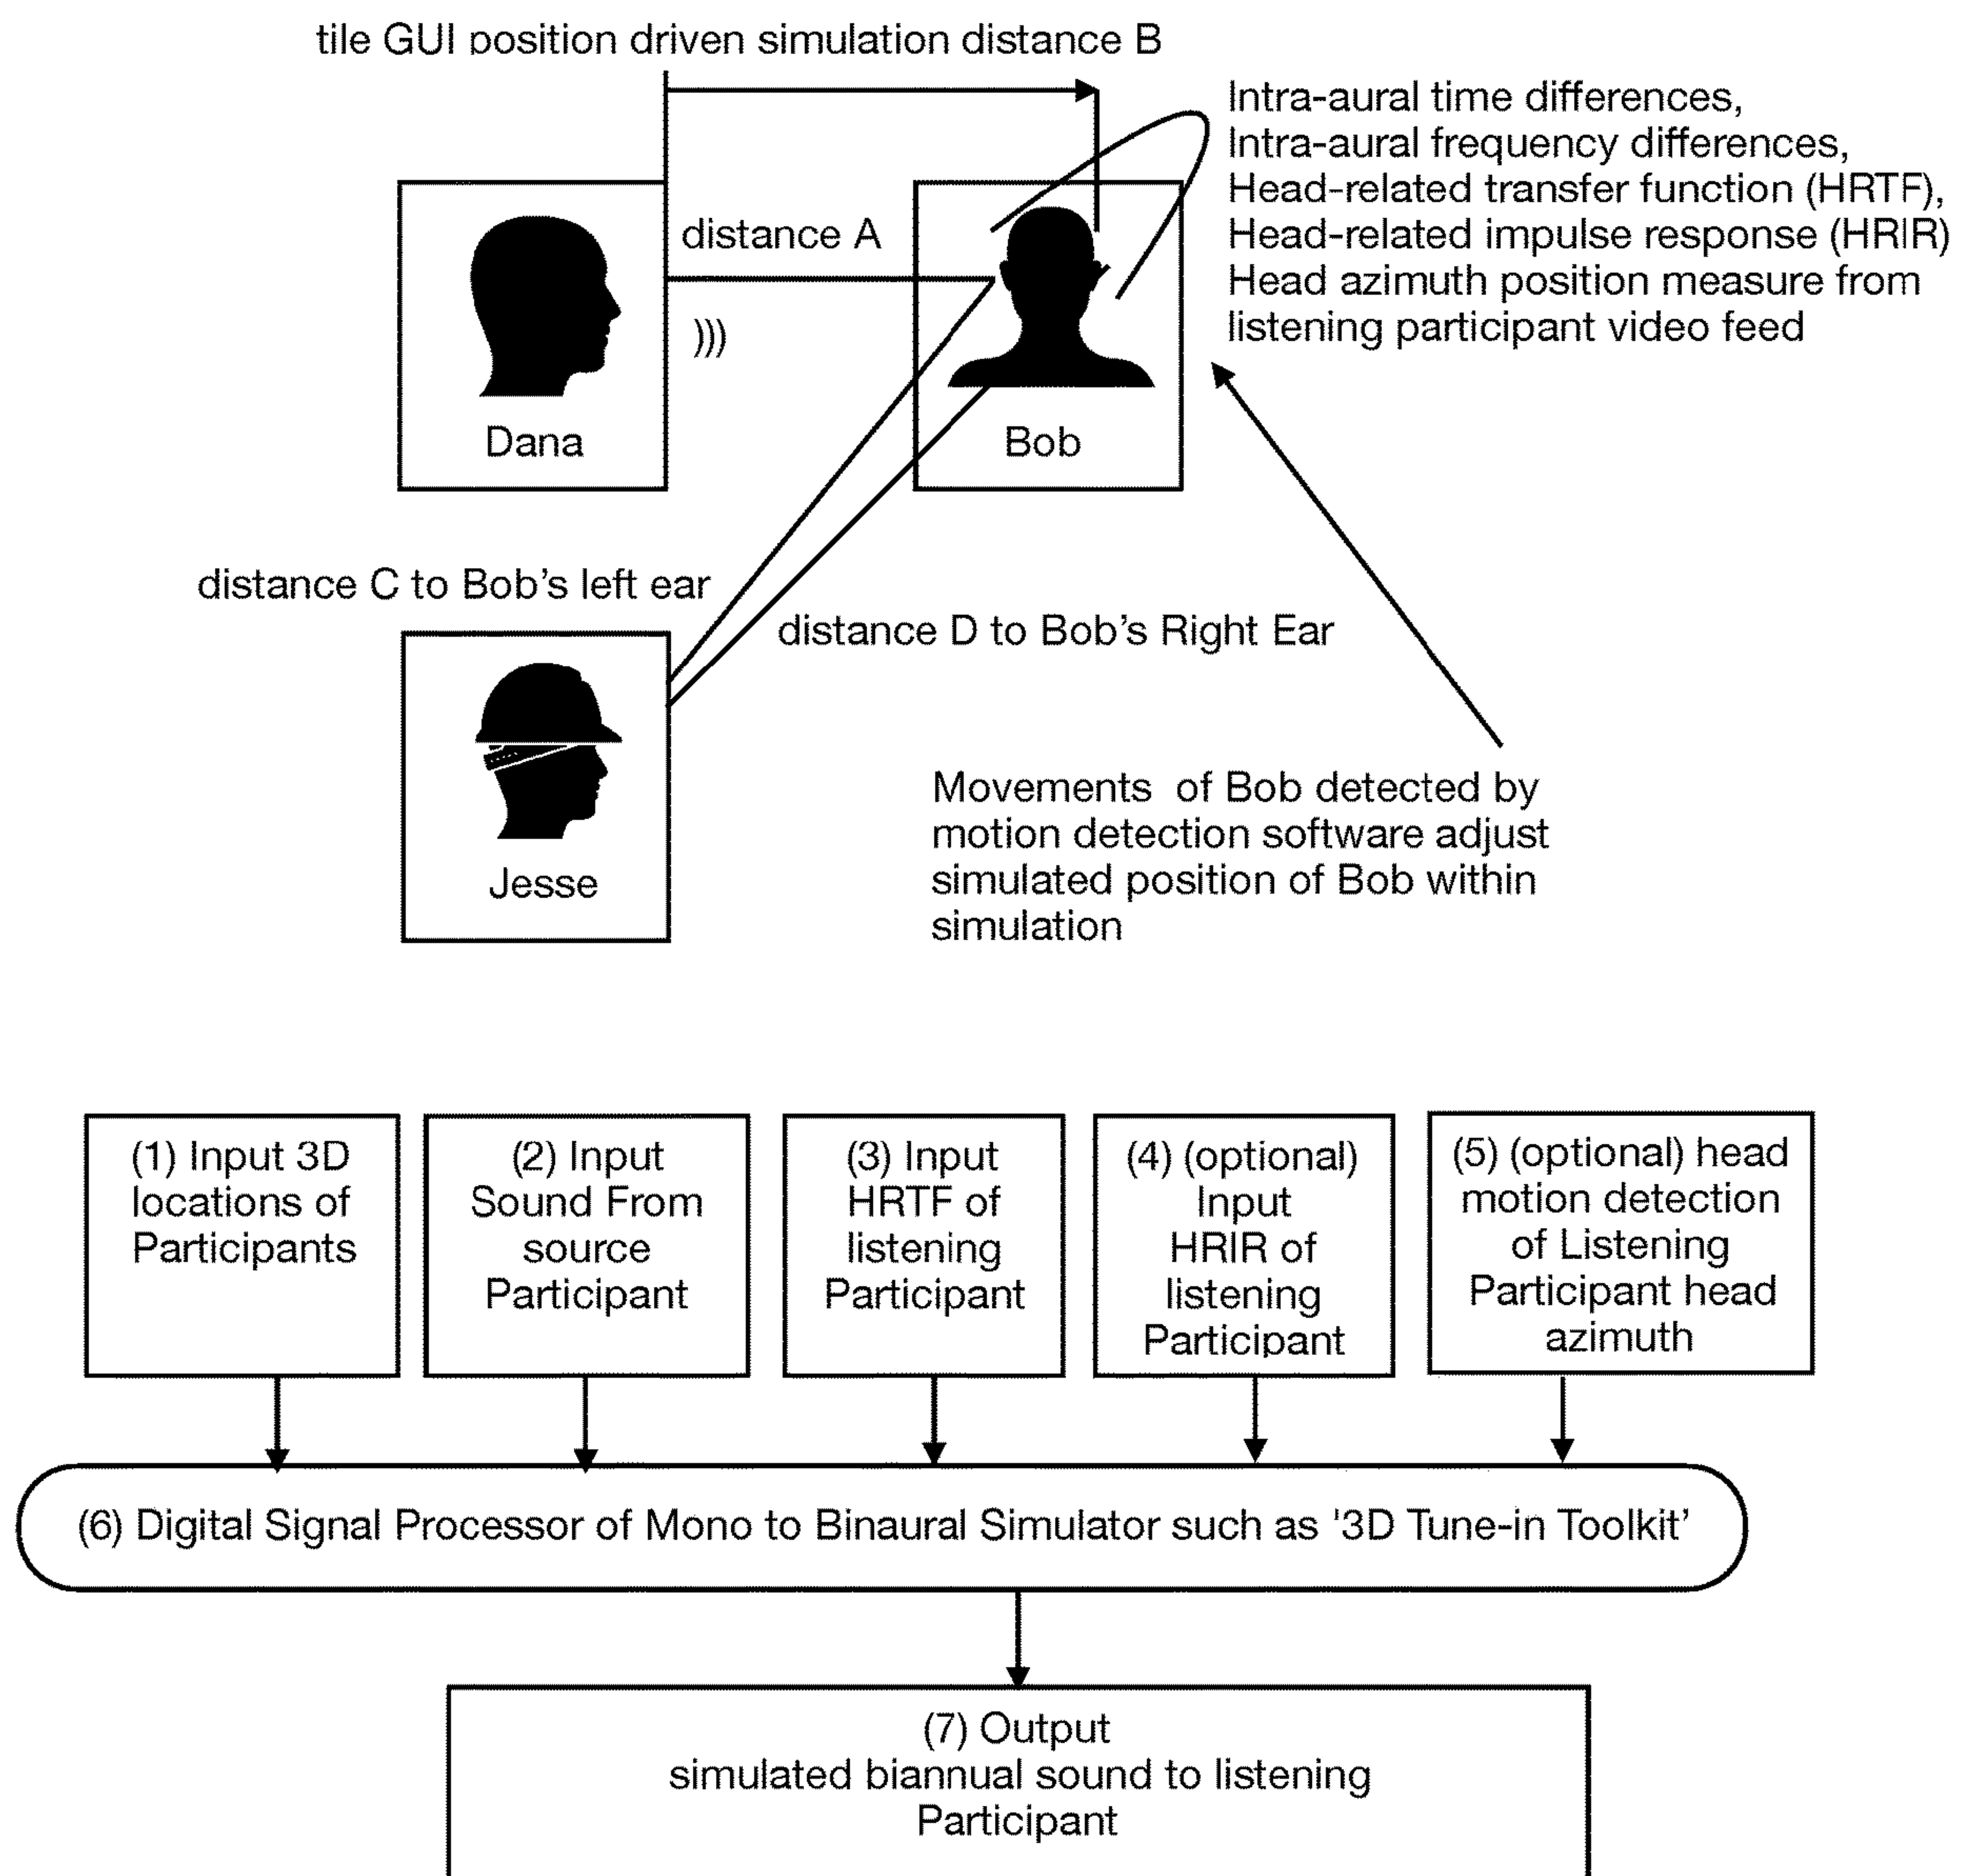 tile GUI position driven simulation distance B
Intra-aural time differences,
Intra-aural frequency differences,
Head-related transfer function (HRTF),
Head-related impulse response (HRIR)
Head azimuth position measure from
listening participant video feed
distance A
)))
Dana
Bob
distance C to Bob's left ear
distance D to Bob's Right Ear
Jesse
Movements of Bob detected by
motion detection software adjust
simulated position of Bob within
simulation
(1) Input 3D
locations of
Participants
(2) Input
Sound From
source
Participant
(3) Input
HRTF of
listening
Participant
(4) (optional)
Input
HRIR of
listening
Participant
(5) (optional) head
motion detection
of Listening
Participant head
azimuth
(6) Digital Signal Processor of Mono to Binaural Simulator such as '3D Tune-in Toolkit'
(7) Output
simulated biannual sound to listening
Participant